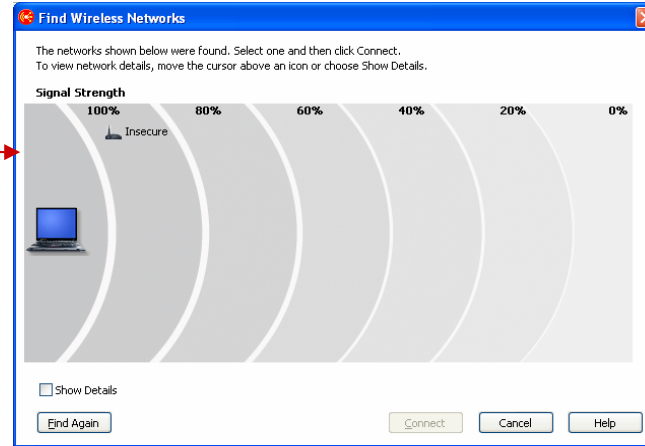 Find Wireless Networks
The networks shown below were found. Select one and then click Connect.
To view network details, move the cursor above an icon or choose Show Details.
Signal Strength
100% 80% 60% 40% 20% 0%
Insecure
Show Details
Find Again Connect Cancel Help